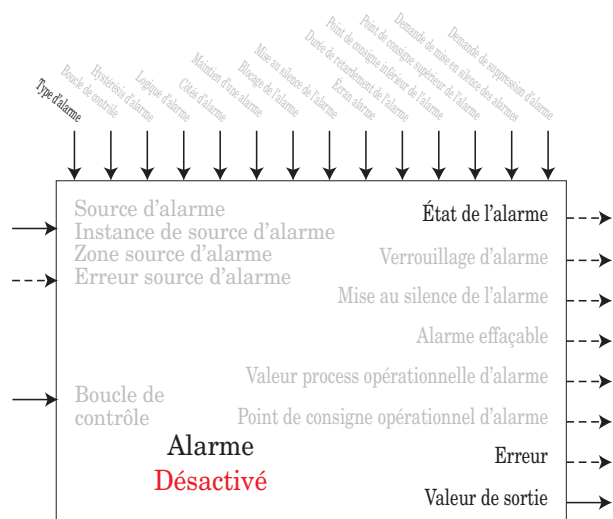 Type d'alarme
Boucle de contrôle
Hystérésis d'alarme
Logique d'alarme
Côtés d'alarme
Maintien d'une alarme
Blocage de l'alarme
Mise au silence de l'alarme
Écran alarme
Durée de retardement de l'alarme
Point de consigne inférieur de l'alarme
Point de consigne supérieur de l'alarme
Demande de mise en silence des alarmes
Demande de suppression d'alarme
Source d'alarme
Instance de source d'alarme
Zone source d'alarme
Erreur source d'alarme
Boucle de
contrôle
État de l'alarme
Verrouillage d'alarme
Mise au silence de l'alarme
Alarme effaçable
Valeur process opérationnelle d'alarme
Point de consigne opérationnel d'alarme
Erreur
Valeur de sortie
Alarme
Désactivé